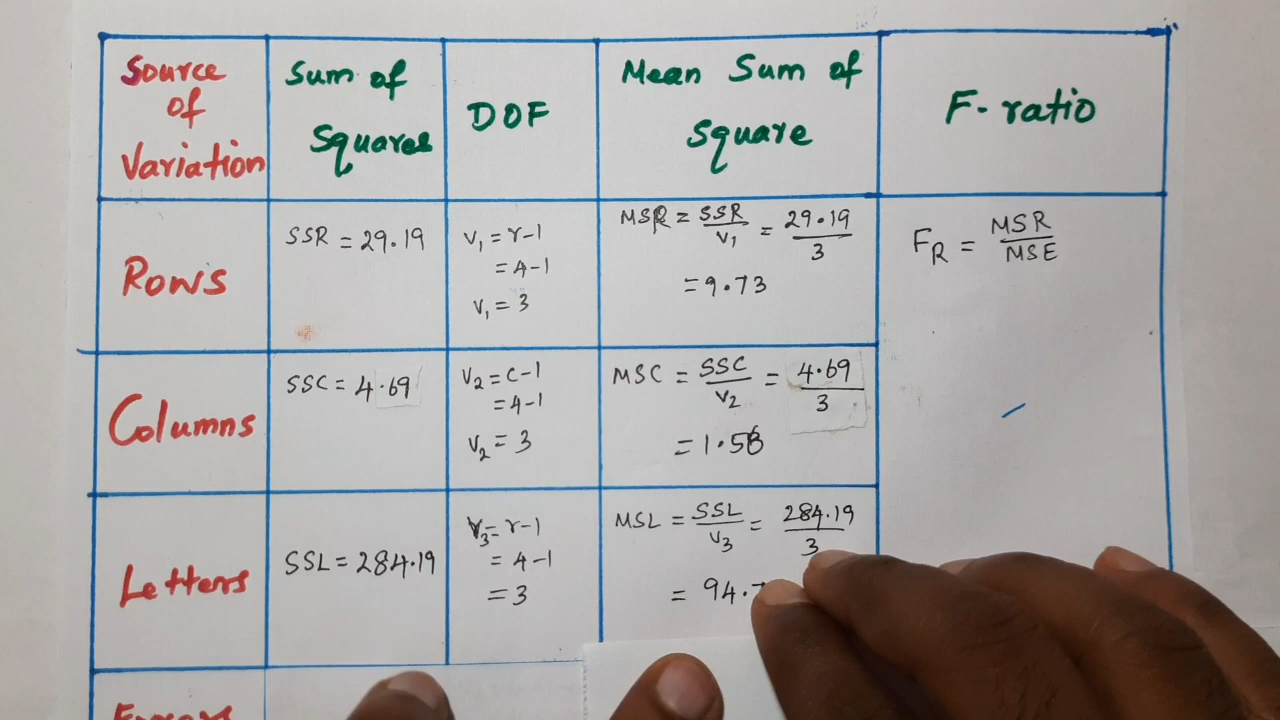 Source of Variation
Sum of Squares
DOF
Mean Sum of Square
F-ratio
Rows
SSR = 29.19
v₁ = r-1
= 4-1
v₁ = 3
MSR = SSR/v₁ = 29.19/3
= 9.73
F_R = MSR/MSE
Columns
SSC = 4.69
v₂ = c-1
= 4-1
v₂ = 3
MSC = SSC/v₂ = 4.69/3
= 1.56
Letters
SSL = 284.19
v₃ = r-1
= 4-1
= 3
MSL = SSL/v₃ = 284.19/3
= 94.7